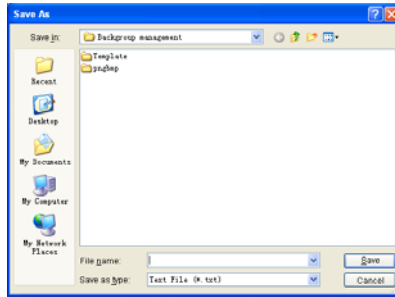 Save As
Save in:
Backgroup management
Template
pngbmp
Recent
Desktop
My Documents
My Computer
My Network
Places
File name:
Save
Save as type:
Text File (*.txt)
Cancel